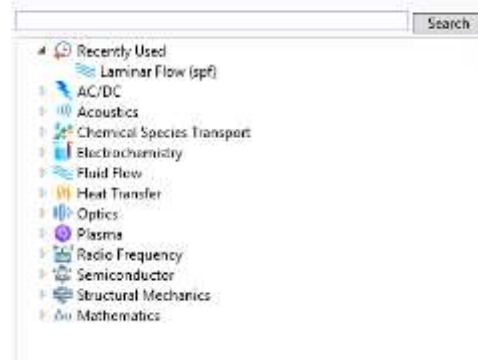 Search
Recently Used
Laminar Flow (spf)
AC/DC
Acoustics
Chemical Species Transport
Electrochemistry
Fluid Flow
Heat Transfer
Optics
Plasma
Radio Frequency
Semiconductor
Structural Mechanics
Δu Mathematics